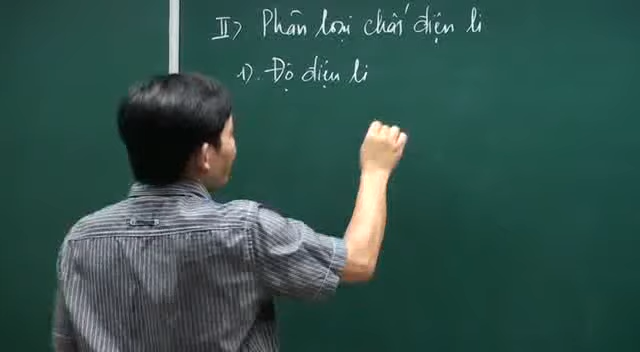 II> Phân loại chất điện li
1). Độ điện li